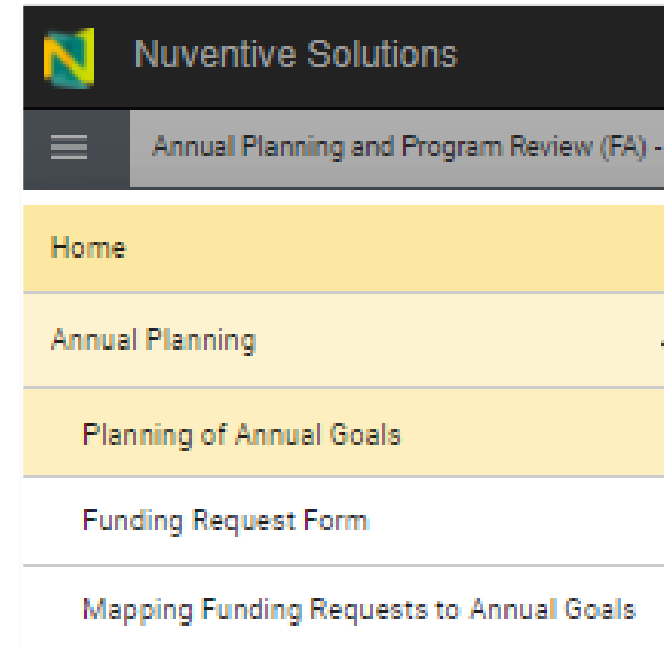 Nuventive Solutions
Annual Planning and Program Review (FA) -
Home
Annual Planning
Planning of Annual Goals
Funding Request Form
Mapping Funding Requests to Annual Goals